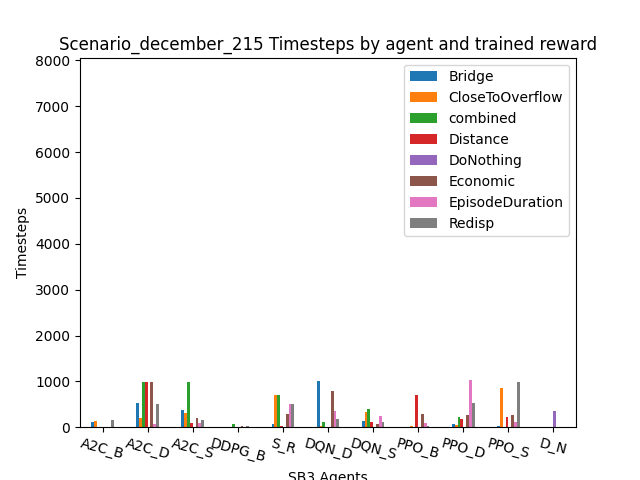 Scenario_december_215 Timesteps by agent and trained reward
8000
7000
6000
5000
4000
3000
2000
1000
0
Timesteps
Bridge
CloseToOverflow
combined
Distance
DoNothing
Economic
EpisodeDuration
Redisp
A2C_B
A2C_D
A2C_S
DDPG_B
S_R
DQN_D
DQN_S
PPO_B
PPO_D
PPO_S
D_N
SB3 Agents